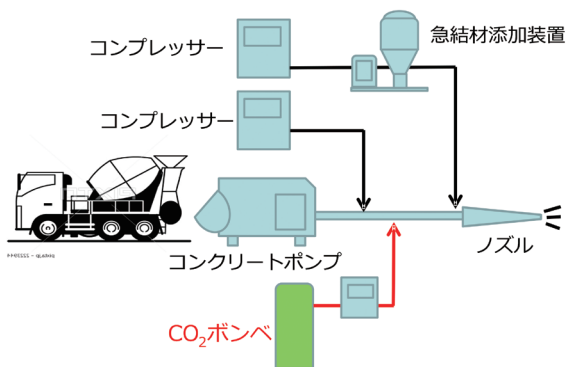 コンプレッサー
急結材添加装置
コンプレッサー
コンクリートポンプ
ノズル
CO₂ボンベ